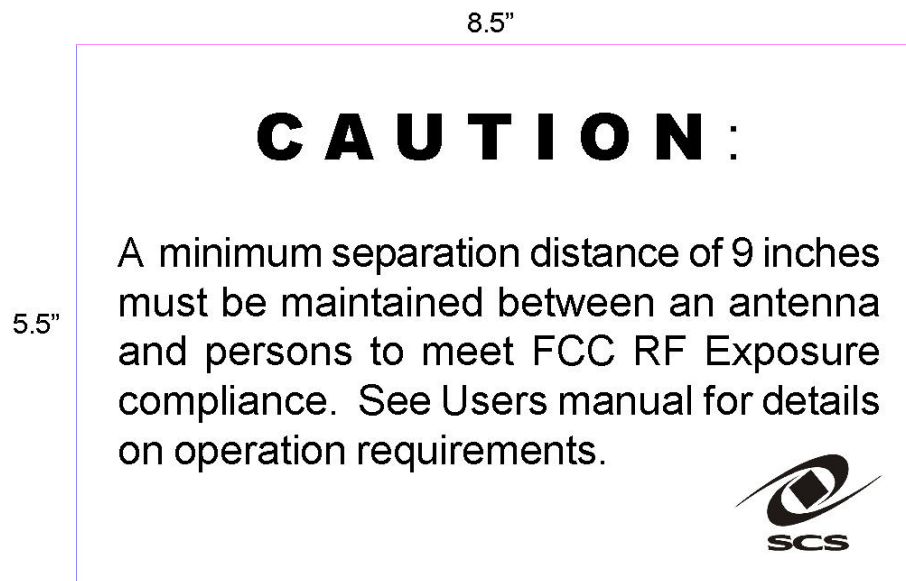 8.5”
CAUTION:
A minimum separation distance of 9 inches
must be maintained between an antenna
and persons to meet FCC RF Exposure
compliance. See Users manual for details
on operation requirements.
5.5”
SCS